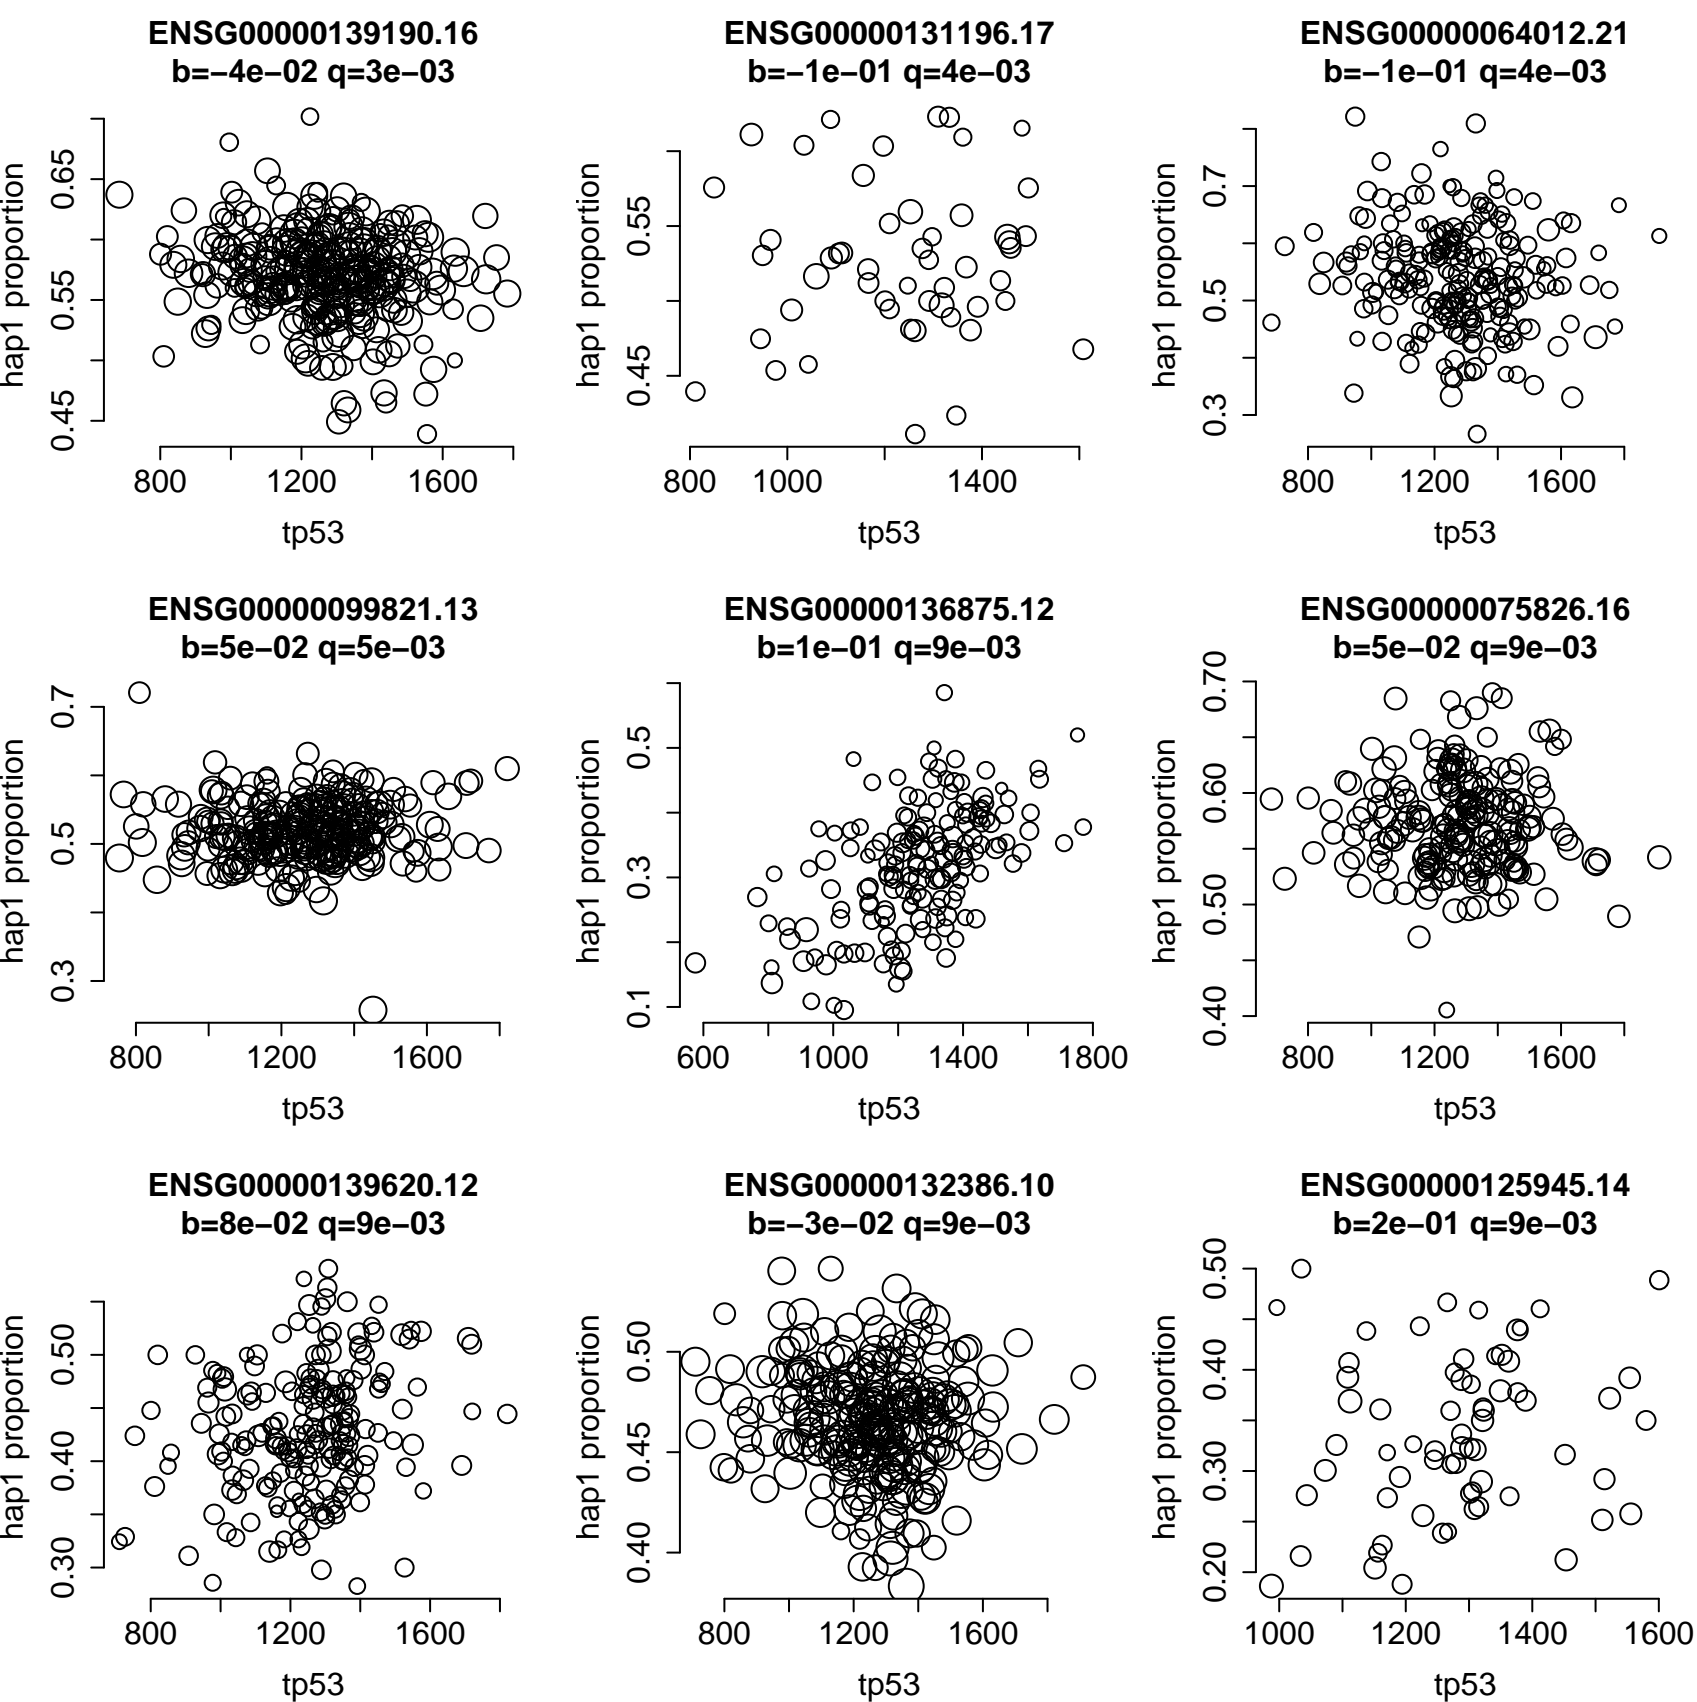 ENSG00000139190.16
b=−4e−02 q=3e−03
hap1 proportion
0.45 0.55 0.65
800 1200 1600
tp53
ENSG00000131196.17
b=−1e−01 q=4e−03
hap1 proportion
0.45 0.55
800 1000 1400
tp53
ENSG00000064012.21
b=−1e−01 q=4e−03
hap1 proportion
0.3 0.5 0.7
800 1200 1600
tp53
ENSG00000099821.13
b=5e−02 q=5e−03
hap1 proportion
0.3 0.5 0.7
800 1200 1600
tp53
ENSG00000136875.12
b=1e−01 q=9e−03
hap1 proportion
0.1 0.3 0.5
600 1000 1400 1800
tp53
ENSG00000075826.16
b=5e−02 q=9e−03
hap1 proportion
0.40 0.50 0.60 0.70
800 1200 1600
tp53
ENSG00000139620.12
b=8e−02 q=9e−03
hap1 proportion
0.30 0.40 0.50
800 1200 1600
tp53
ENSG00000132386.10
b=−3e−02 q=9e−03
hap1 proportion
0.40 0.45 0.50
800 1200 1600
tp53
ENSG00000125945.14
b=2e−01 q=9e−03
hap1 proportion
0.20 0.30 0.40 0.50
1000 1200 1400 1600
tp53